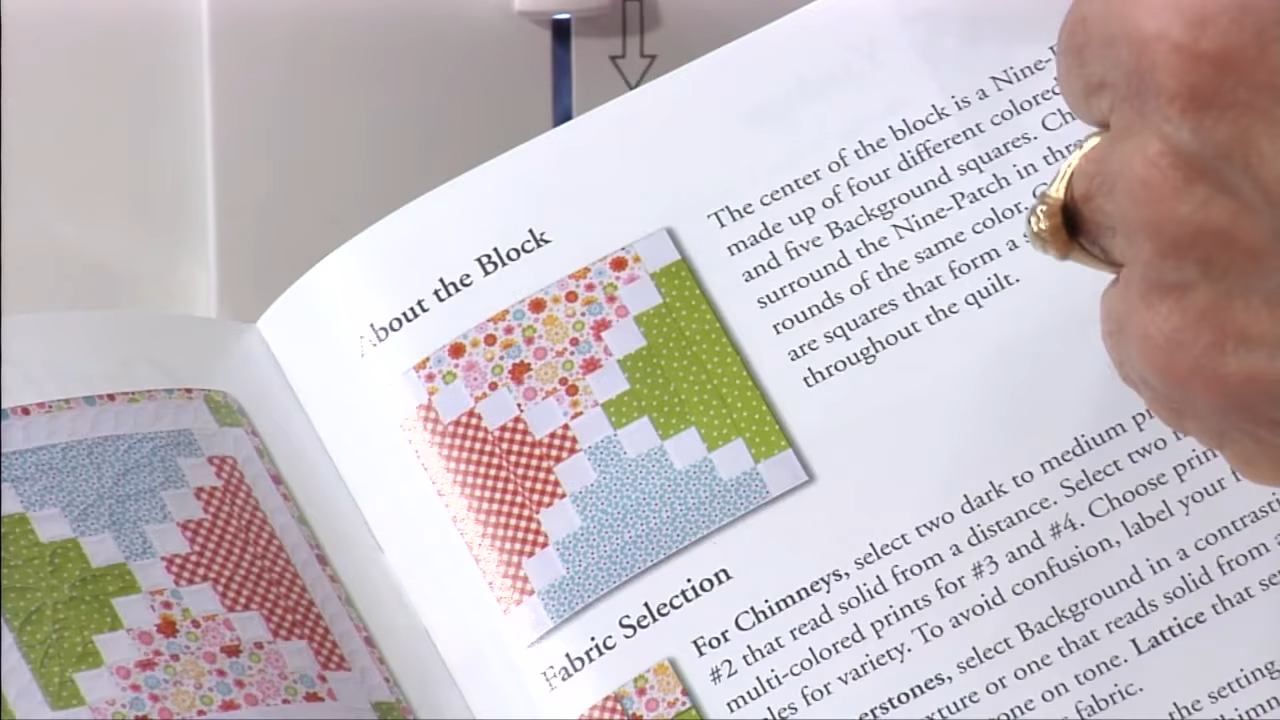 About the Block
The center of the block is a Nine-
made up of four different colored
and five Background squares.
surround the Nine-Patch in
rounds of the same color.
are squares that form a
throughout the quilt.
Fabric Selection
For Chimneys, select two dark to medium
#2 that read solid from a distance. Select two
multi-colored prints for #3 and #4. Choose
for variety. To avoid confusion, label your
select Background in a
or one that reads solid from
tone on tone. Lattice that
fabric.
the setting